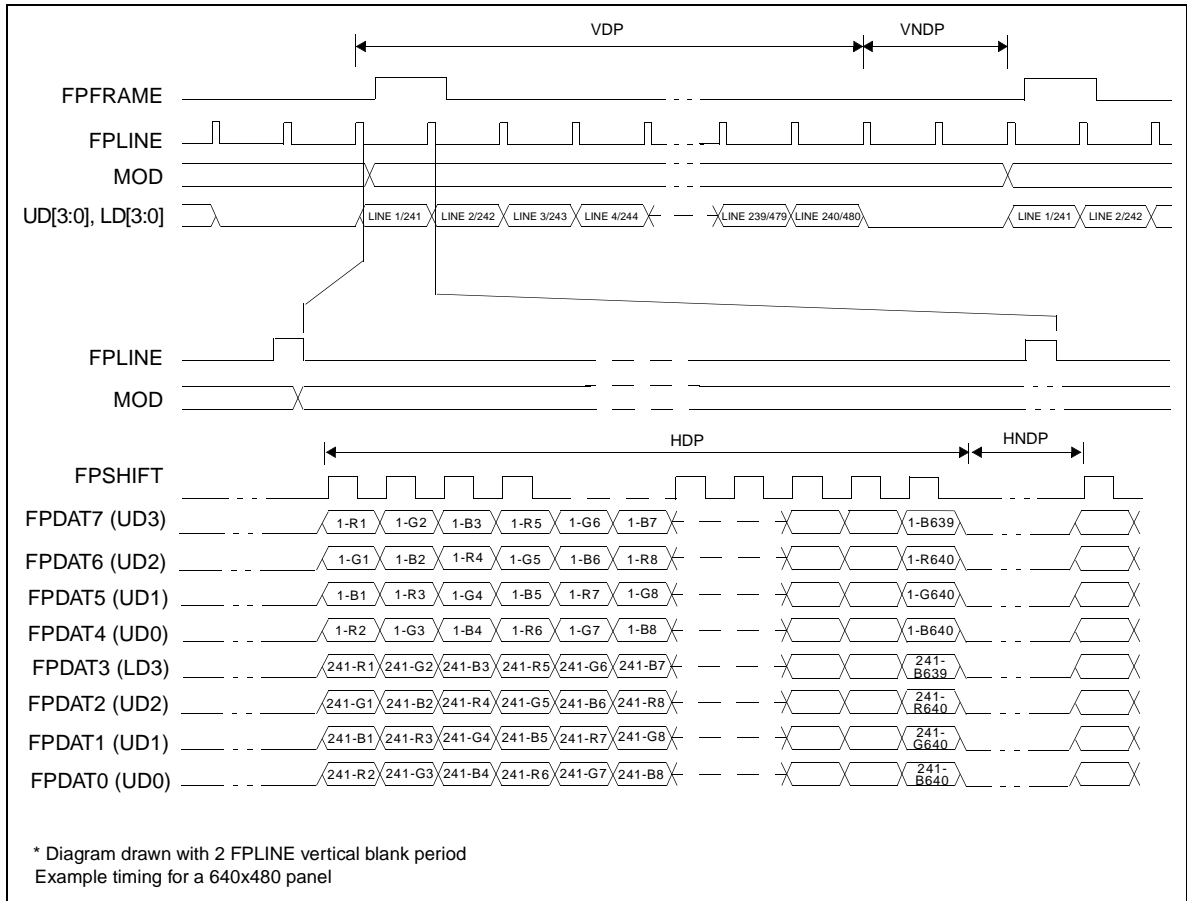 VDP VNDP
FPFRAME
FPLINE
MOD
UD[3:0], LD[3:0] LINE 1/241 LINE 2/242 LINE 3/243 LINE 4/244 LINE 239/479 LINE 240/480 LINE 1/241 LINE 2/242
FPLINE
MOD
HDP HNDP
FPSHIFT
FPDAT7 (UD3) 1-R1 1-G2 1-B3 1-R5 1-G6 1-B7 1-B639
FPDAT6 (UD2) 1-G1 1-B2 1-R4 1-G5 1-B6 1-R8 1-R640
FPDAT5 (UD1) 1-B1 1-R3 1-G4 1-B5 1-R7 1-G8 1-G640
FPDAT4 (UD0) 1-R2 1-G3 1-B4 1-R6 1-G7 1-B8 1-B640
FPDAT3 (LD3) 241-R1 241-G2 241-B3 241-R5 241-G6 241-B7 241-B639
FPDAT2 (UD2) 241-G1 241-B2 241-R4 241-G5 241-B6 241-R8 241-R640
FPDAT1 (UD1) 241-B1 241-R3 241-G4 241-B5 241-R7 241-G8 241-G640
FPDAT0 (UD0) 241-R2 241-G3 241-B4 241-R6 241-G7 241-B8 241-B640
* Diagram drawn with 2 FPLINE vertical blank period
Example timing for a 640x480 panel